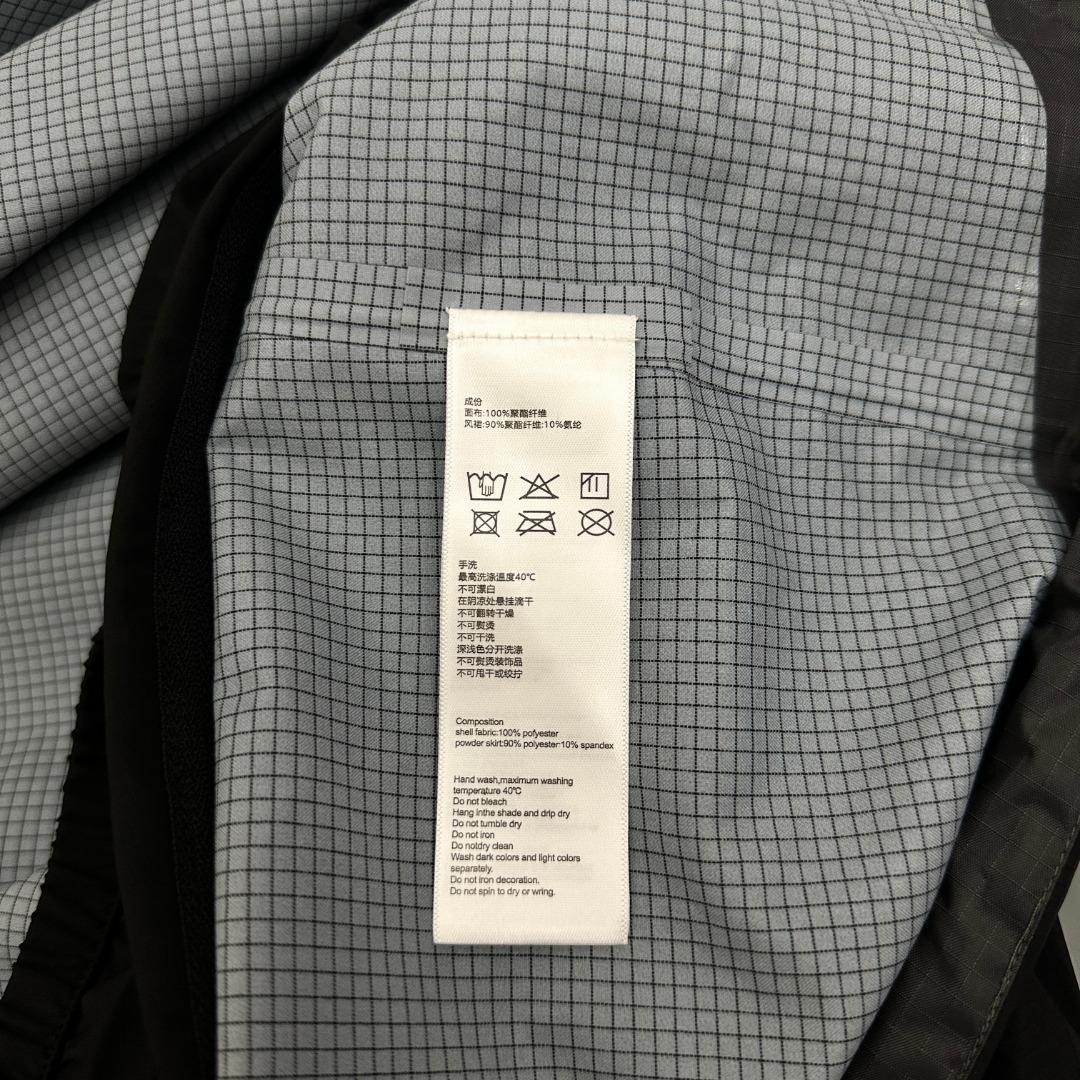 成份
面布:100%聚酯纤维
风裙:90%聚酯纤维:10%氨纶
手洗
最高洗涤温度40℃
不可漂白
在阴凉处悬挂滴干
不可翻转干燥
不可熨烫
不可干洗
深浅色分开洗涤
不可熨烫装饰品
不可甩干或绞拧
Composition
shell fabric:100% polyester
powder skirt:90% polyester:10% spandex
Hand wash,maximum washing
temperature 40℃
Do not bleach
Hang inthe shade and drip dry
Do not tumble dry
Do not iron
Do notdry clean
Wash dark colors and light colors
separately.
Do not iron decoration.
Do not spin to dry or wring.